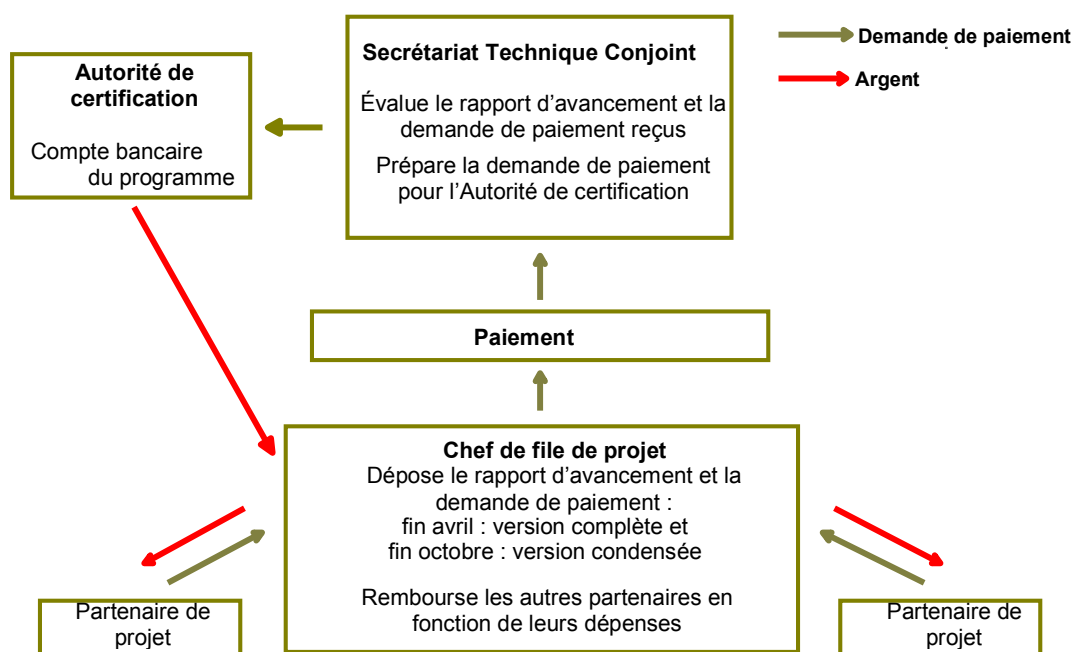 Autorité de
certification
Compte bancaire
du programme
Secrétariat Technique Conjoint
Évalue le rapport d’avancement et la
demande de paiement reçus
Prépare la demande de paiement
pour l’Autorité de certification
Demande de paiement
Argent
Paiement
Chef de file de projet
Dépose le rapport d’avancement et la
demande de paiement :
fin avril : version complète et
fin octobre : version condensée
Rembourse les autres partenaires en
fonction de leurs dépenses
Partenaire de
projet
Partenaire de
projet